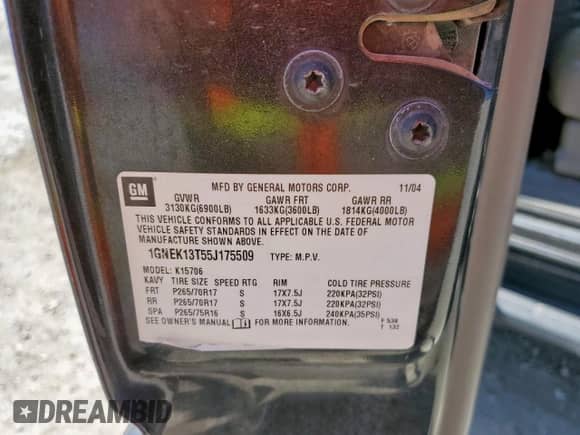 GM
MFD BY GENERAL MOTORS CORP. 11/04
GVWR GAWR FRT GAWR RR
3130KG(6900LB) 1633KG(3600LB) 1814KG(4000LB)
THIS VEHICLE CONFORMS TO ALL APPLICABLE U.S. FEDERAL MOTOR
VEHICLE SAFETY STANDARDS IN EFFECT ON THE DATE OF
MANUFACTURE SHOWN ABOVE.
1GNEK13T55J175509 TYPE: M.P.V.
MODEL: K15706
KAVY TIRE SIZE SPEED RTG RIM COLD TIRE PRESSURE
FRT P265/70R17 S 17X7.5J 220KPA(32PSI)
RR P265/70R17 S 17X7.5J 220KPA(32PSI)
SPA P265/75R16 S 16X6.5J 240KPA(35PSI)
SEE OWNER'S MANUAL FOR MORE INFORMATION.
F 538
T 132
DREAMBID